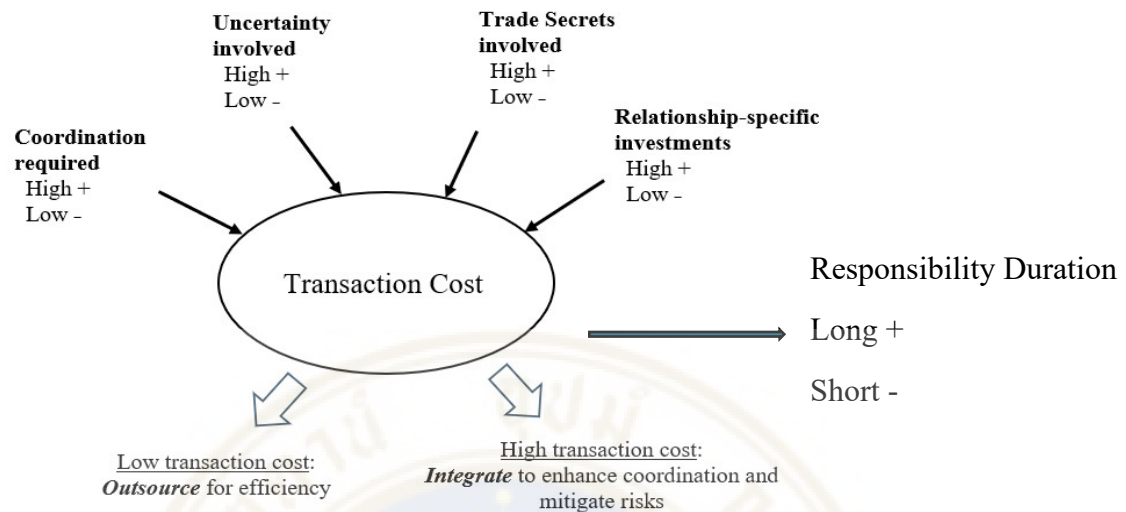 Uncertainty
involved
High +
Low -
Trade Secrets
involved
High +
Low -
Coordination
required
High +
Low -
Relationship-specific
investments
High +
Low -
Transaction Cost
Responsibility Duration
Long +
Short -
Low transaction cost:
Outsource for efficiency
High transaction cost:
Integrate to enhance coordination and
mitigate risks